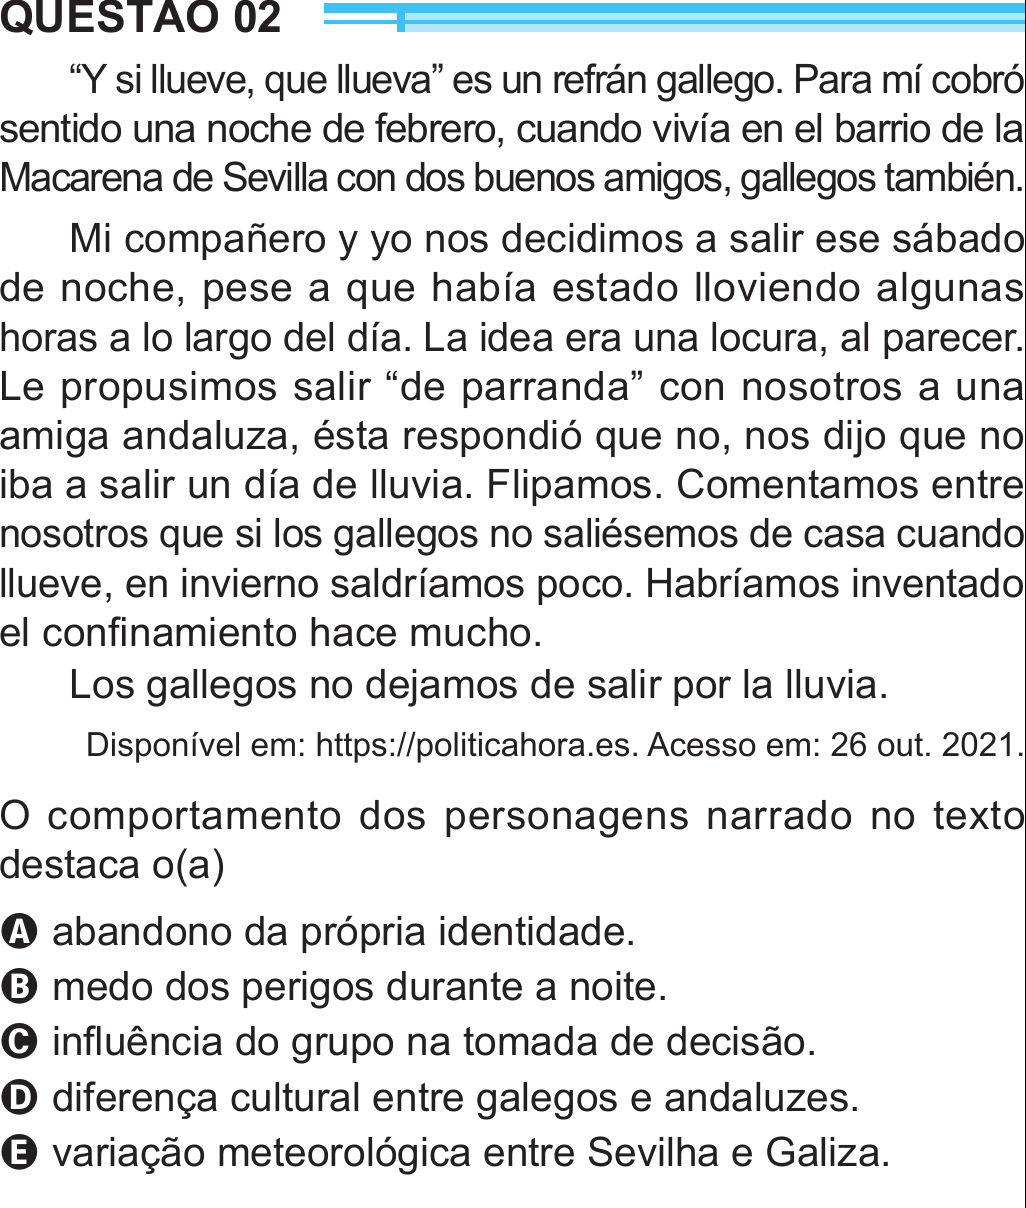 QUESTÃO 02
“Y si llueve, que llueva” es un refrán gallego. Para mí cobró
sentido una noche de febrero, cuando vivía en el barrio de la
Macarena de Sevilla con dos buenos amigos, gallegos también.
Mi compañero y yo nos decidimos a salir ese sábado
de noche, pese a que había estado lloviendo algunas
horas a lo largo del día. La idea era una locura, al parecer.
Le propusimos salir “de parranda” con nosotros a una
amiga andaluza, ésta respondió que no, nos dijo que no
iba a salir un día de lluvia. Flipamos. Comentamos entre
nosotros que si los gallegos no saliésemos de casa cuando
llueve, en invierno saldríamos poco. Habríamos inventado
el confinamiento hace mucho.
Los gallegos no dejamos de salir por la lluvia.
Disponível em: https://politicahora.es. Acesso em: 26 out. 2021.
O comportamento dos personagens narrado no texto
destaca o(a)
A abandono da própria identidade.
B medo dos perigos durante a noite.
C influência do grupo na tomada de decisão.
D diferença cultural entre galegos e andaluzes.
E variação meteorológica entre Sevilha e Galiza.